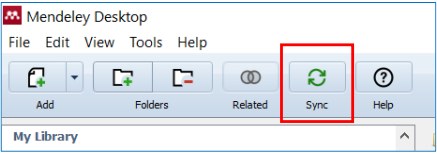 Mendeley Desktop
File Edit View Tools Help
Add Folders Related Sync Help
My Library